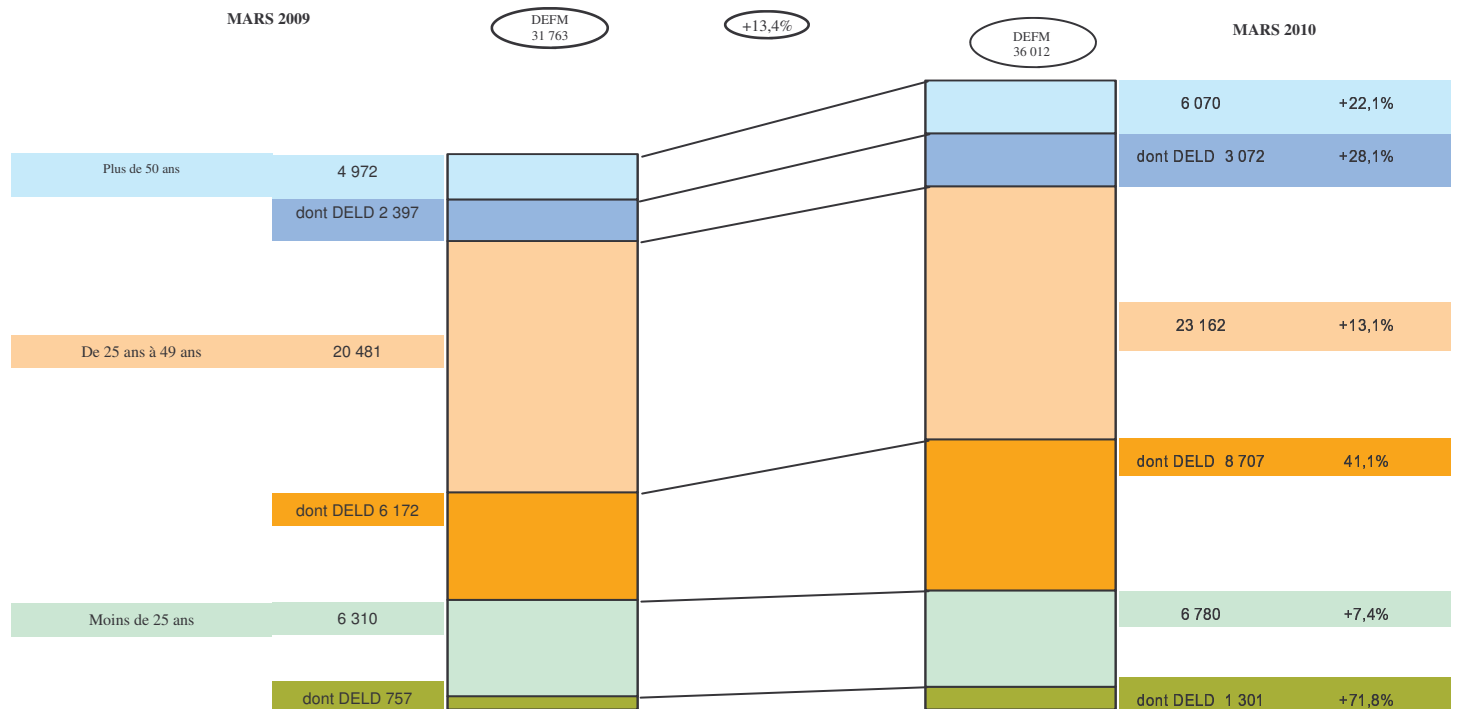 MARS 2009
DEFM
31 763
+13,4%
DEFM
36 012
MARS 2010
6 070 +22,1%
dont DELD 3 072 +28,1%
Plus de 50 ans 4 972
dont DELD 2 397
23 162 +13,1%
De 25 ans à 49 ans 20 481
dont DELD 8 707 41,1%
dont DELD 6 172
6 780 +7,4%
Moins de 25 ans 6 310
dont DELD 757
dont DELD 1 301 +71,8%